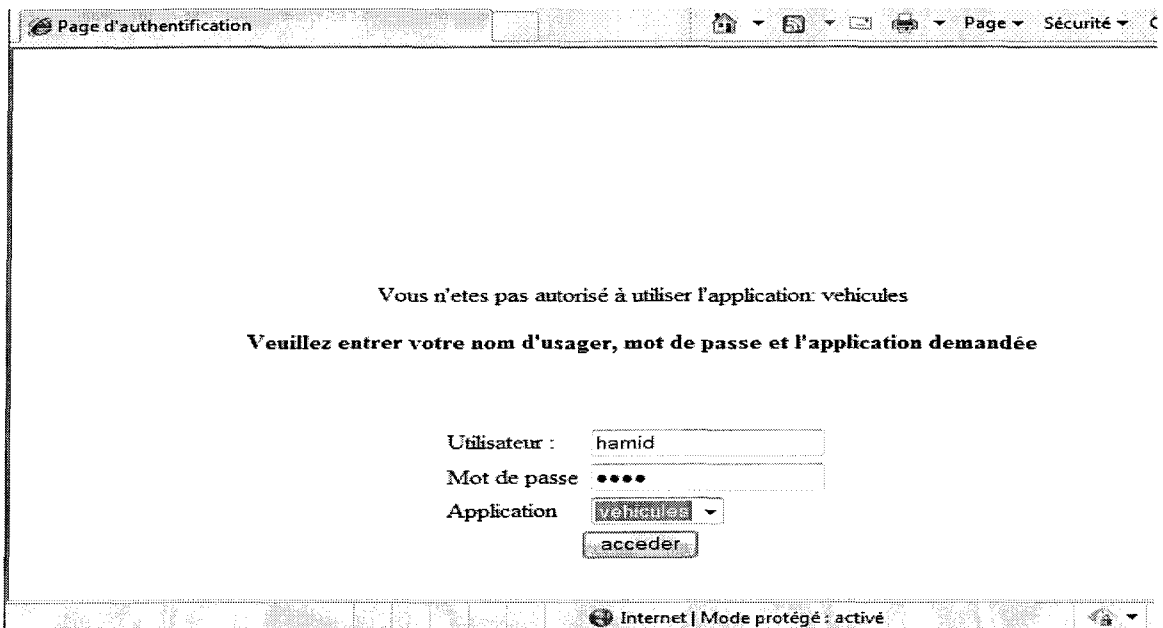 Page d'authentification
Page Sécurité
Vous n'etes pas autorisé à utiliser l'application: vehicules
Veuillez entrer votre nom d'usager, mot de passe et l'application demandée
Utilisateur : hamid
Mot de passe ••••
Application vehicules
acceder
Internet | Mode protégé : activé